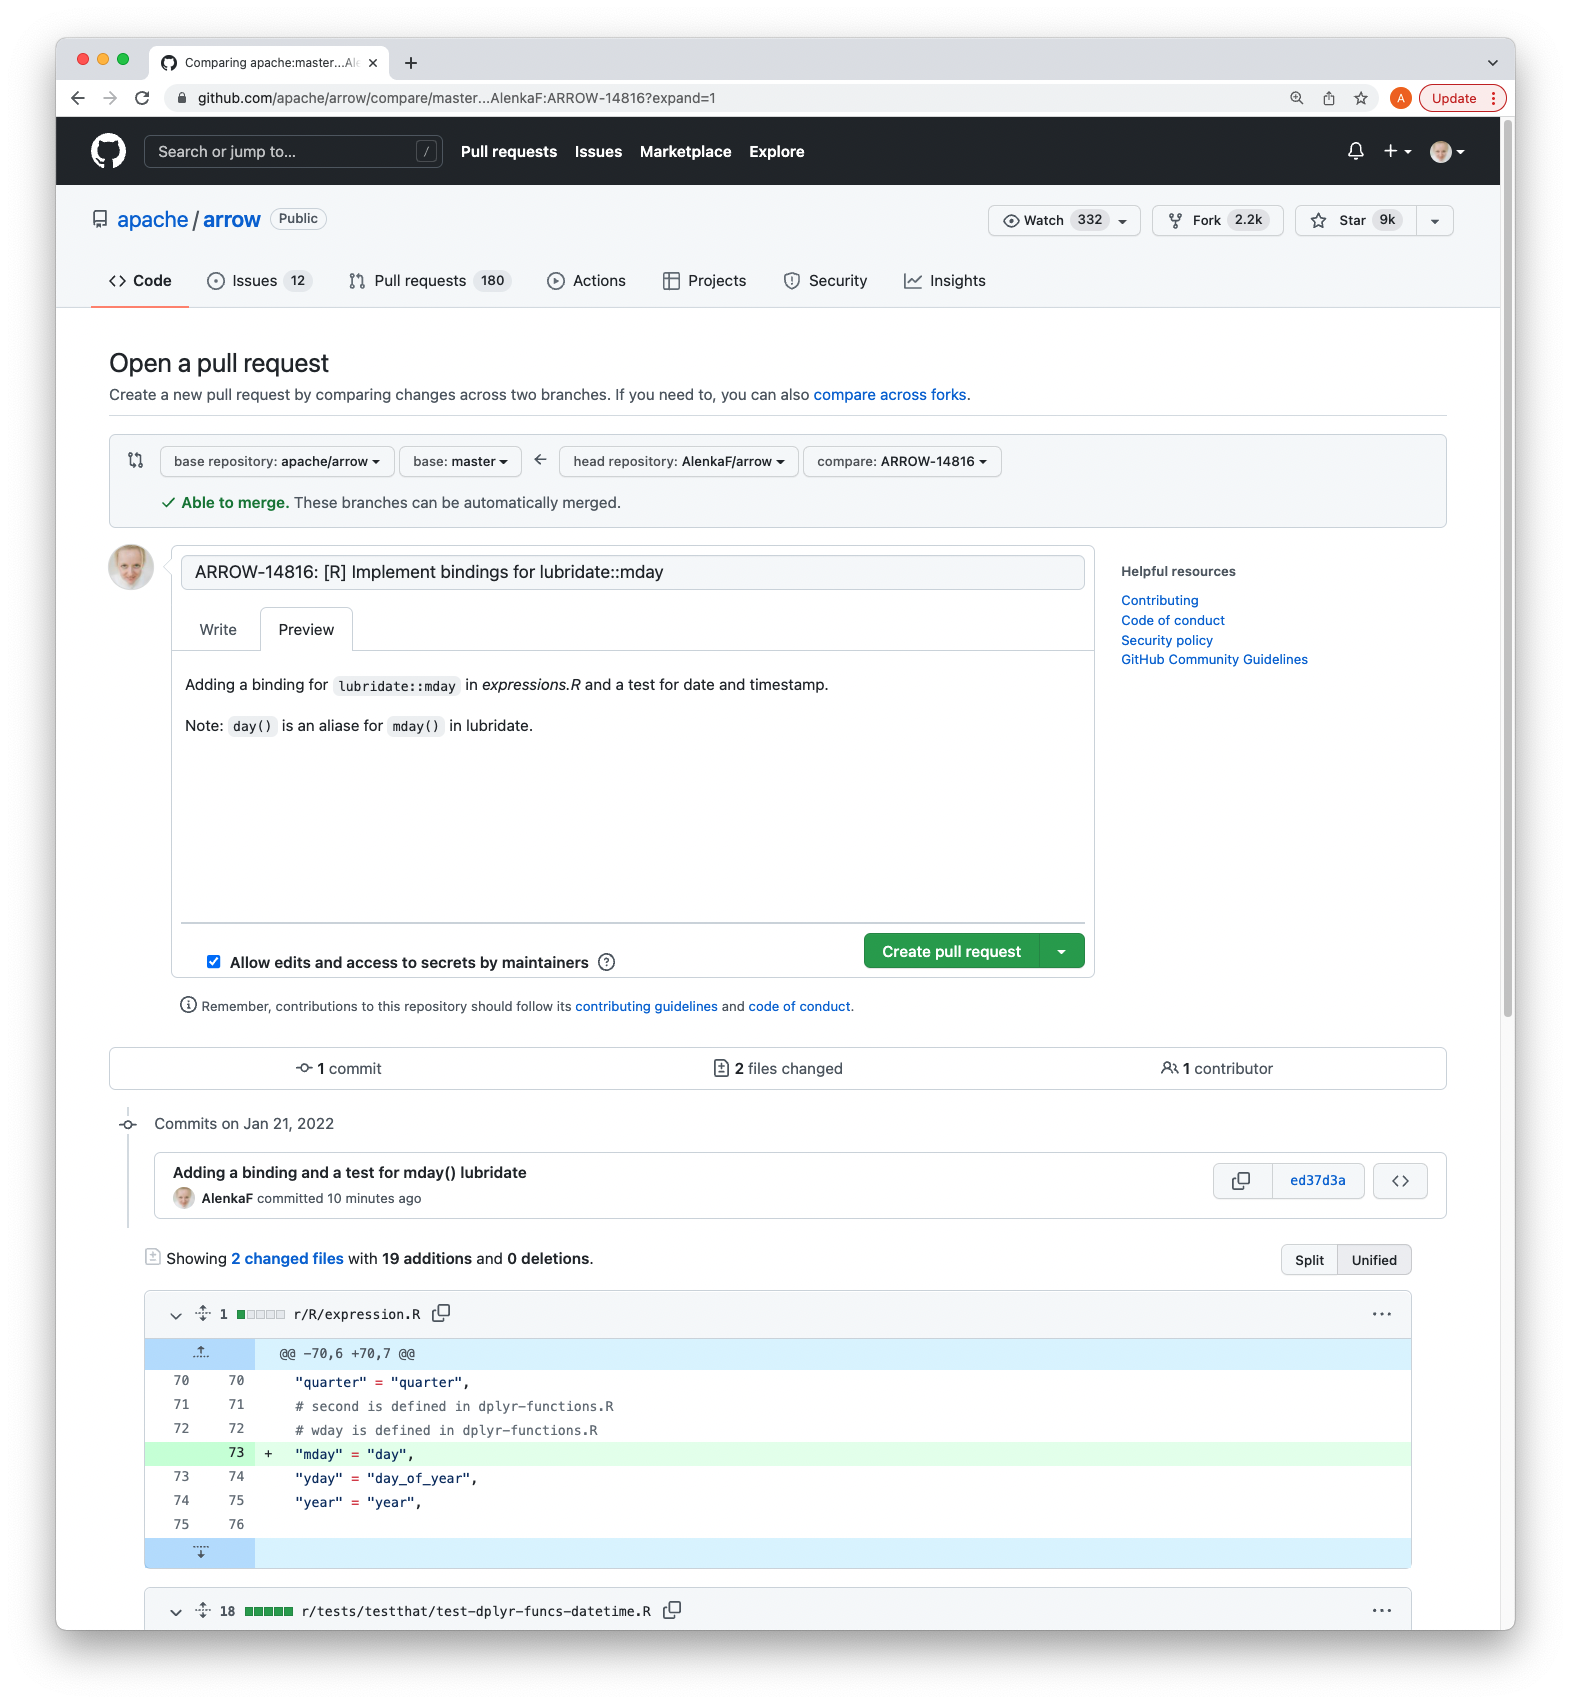 Comparing apache:master...Ale
github.com/apache/arrow/compare/master...AlenkaF:ARROW-14816?expand=1
A
Update
Search or jump to...
/
Pull requests Issues Marketplace Explore
apache / arrow Public
Watch 332
Fork 2.2k
Star 9k
Code
Issues 12
Pull requests 180
Actions
Projects
Security
Insights
Open a pull request
Create a new pull request by comparing changes across two branches. If you need to, you can also compare across forks.
base repository: apache/arrow base: master ← head repository: AlenkaF/arrow compare: ARROW-14816
✓ Able to merge. These branches can be automatically merged.
ARROW-14816: [R] Implement bindings for lubridate::mday
Write Preview
Adding a binding for lubridate::mday in expressions.R and a test for date and timestamp.
Note: day() is an aliase for mday() in lubridate.
Allow edits and access to secrets by maintainers ?
Create pull request
Helpful resources
Contributing
Code of conduct
Security policy
GitHub Community Guidelines
Remember, contributions to this repository should follow its contributing guidelines and code of conduct.
1 commit
2 files changed
1 contributor
Commits on Jan 21, 2022
Adding a binding and a test for mday() lubridate
AlenkaF committed 10 minutes ago
ed37d3a
<>
Showing 2 changed files with 19 additions and 0 deletions.
Split Unified
1 r/R/expression.R
@@ -70,6 +70,7 @@
70 70 "quarter" = "quarter",
71 71 # second is defined in dplyr-functions.R
72 72 # wday is defined in dplyr-functions.R
73 + "mday" = "day",
73 74 "yday" = "day_of_year",
74 75 "year" = "year",
75 76
18 r/tests/testthat/test-dplyr-funcs-datetime.R